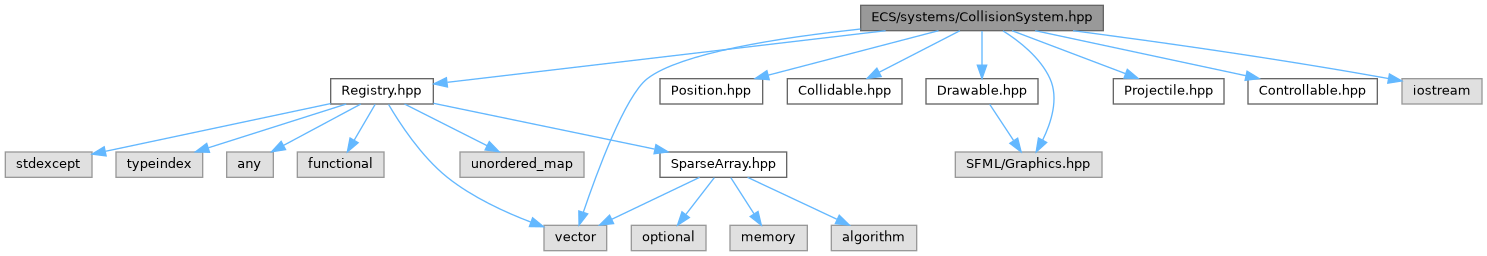 ECS/systems/CollisionSystem.hpp
Registry.hpp
Position.hpp
Collidable.hpp
Drawable.hpp
Projectile.hpp
Controllable.hpp
iostream
stdexcept
typeindex
any
functional
unordered_map
SparseArray.hpp
SFML/Graphics.hpp
vector
optional
memory
algorithm